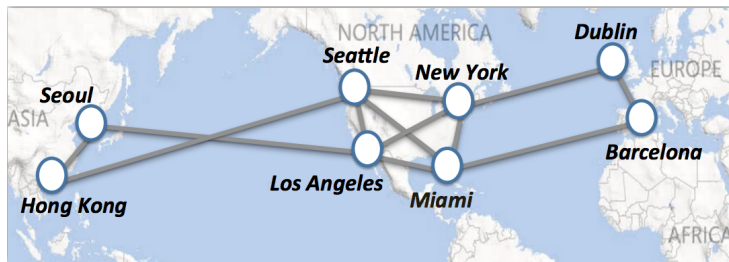 NORTH AMERICA
Dublin
Seattle
New York
EUROPE
Seoul
ASIA
Barcelona
Los Angeles
Miami
Hong Kong
AFRICA